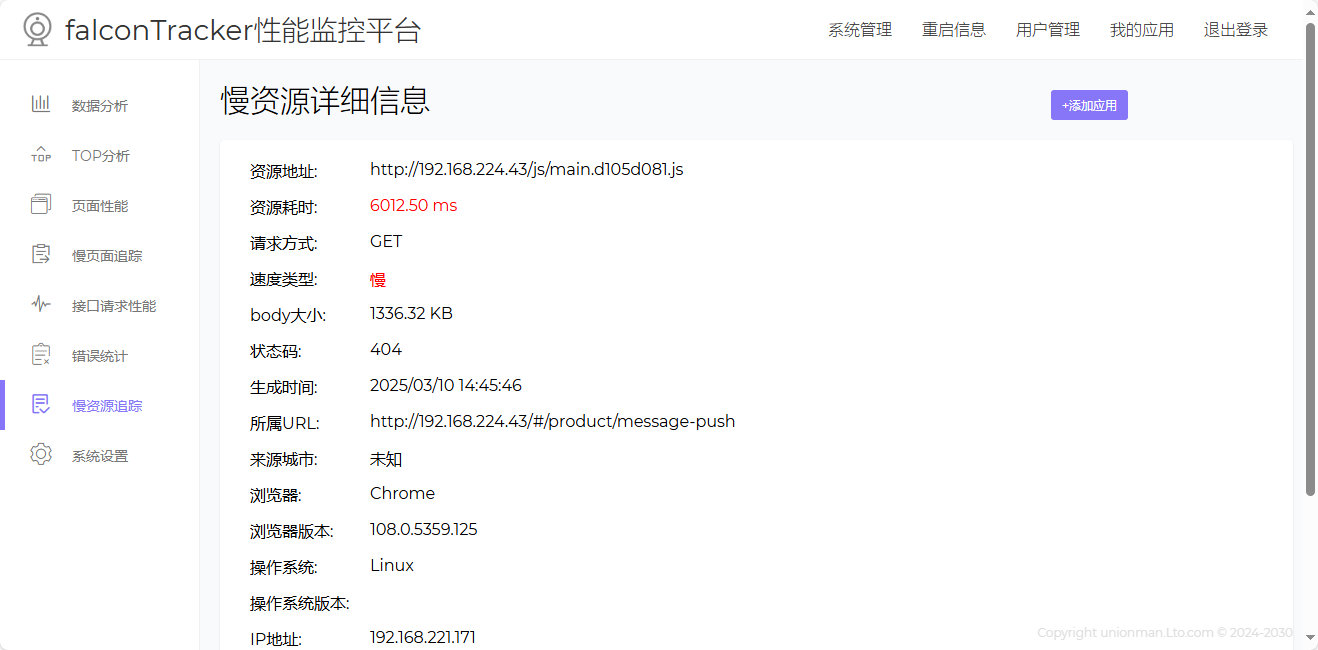 falconTracker性能监控平台
系统管理 重启信息 用户管理 我的应用 退出登录
数据分析
TOP
TOP分析
页面性能
慢页面追踪
接口请求性能
错误统计
慢资源追踪
系统设置
慢资源详细信息
+添加应用
资源地址: http://192.168.224.43/js/main.d105d081.js
资源耗时: 6012.50 ms
请求方式: GET
速度类型: 慢
body大小: 1336.32 KB
状态码: 404
生成时间: 2025/03/10 14:45:46
所属URL: http://192.168.224.43/#/product/message-push
来源城市: 未知
浏览器: Chrome
浏览器版本: 108.0.5359.125
操作系统: Linux
操作系统版本:
IP地址: 192.168.221.171
Copyright unionman.Lto.com © 2024-2030